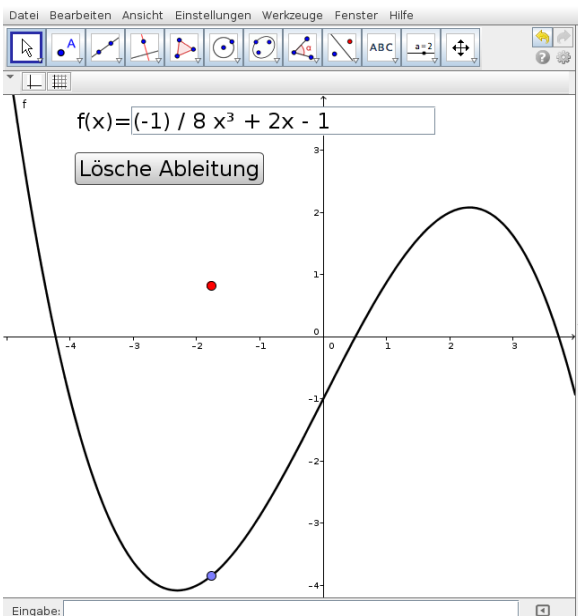 Datei Bearbeiten Ansicht Einstellungen Werkzeuge Fenster Hilfe
A α ABC a=2
f
f(x)=(-1) / 8 x³ + 2x - 1
Lösche Ableitung
3
2
1
0
-4 -3 -2 -1 0 1 2 3
-1
-2
-3
-4
Eingabe: